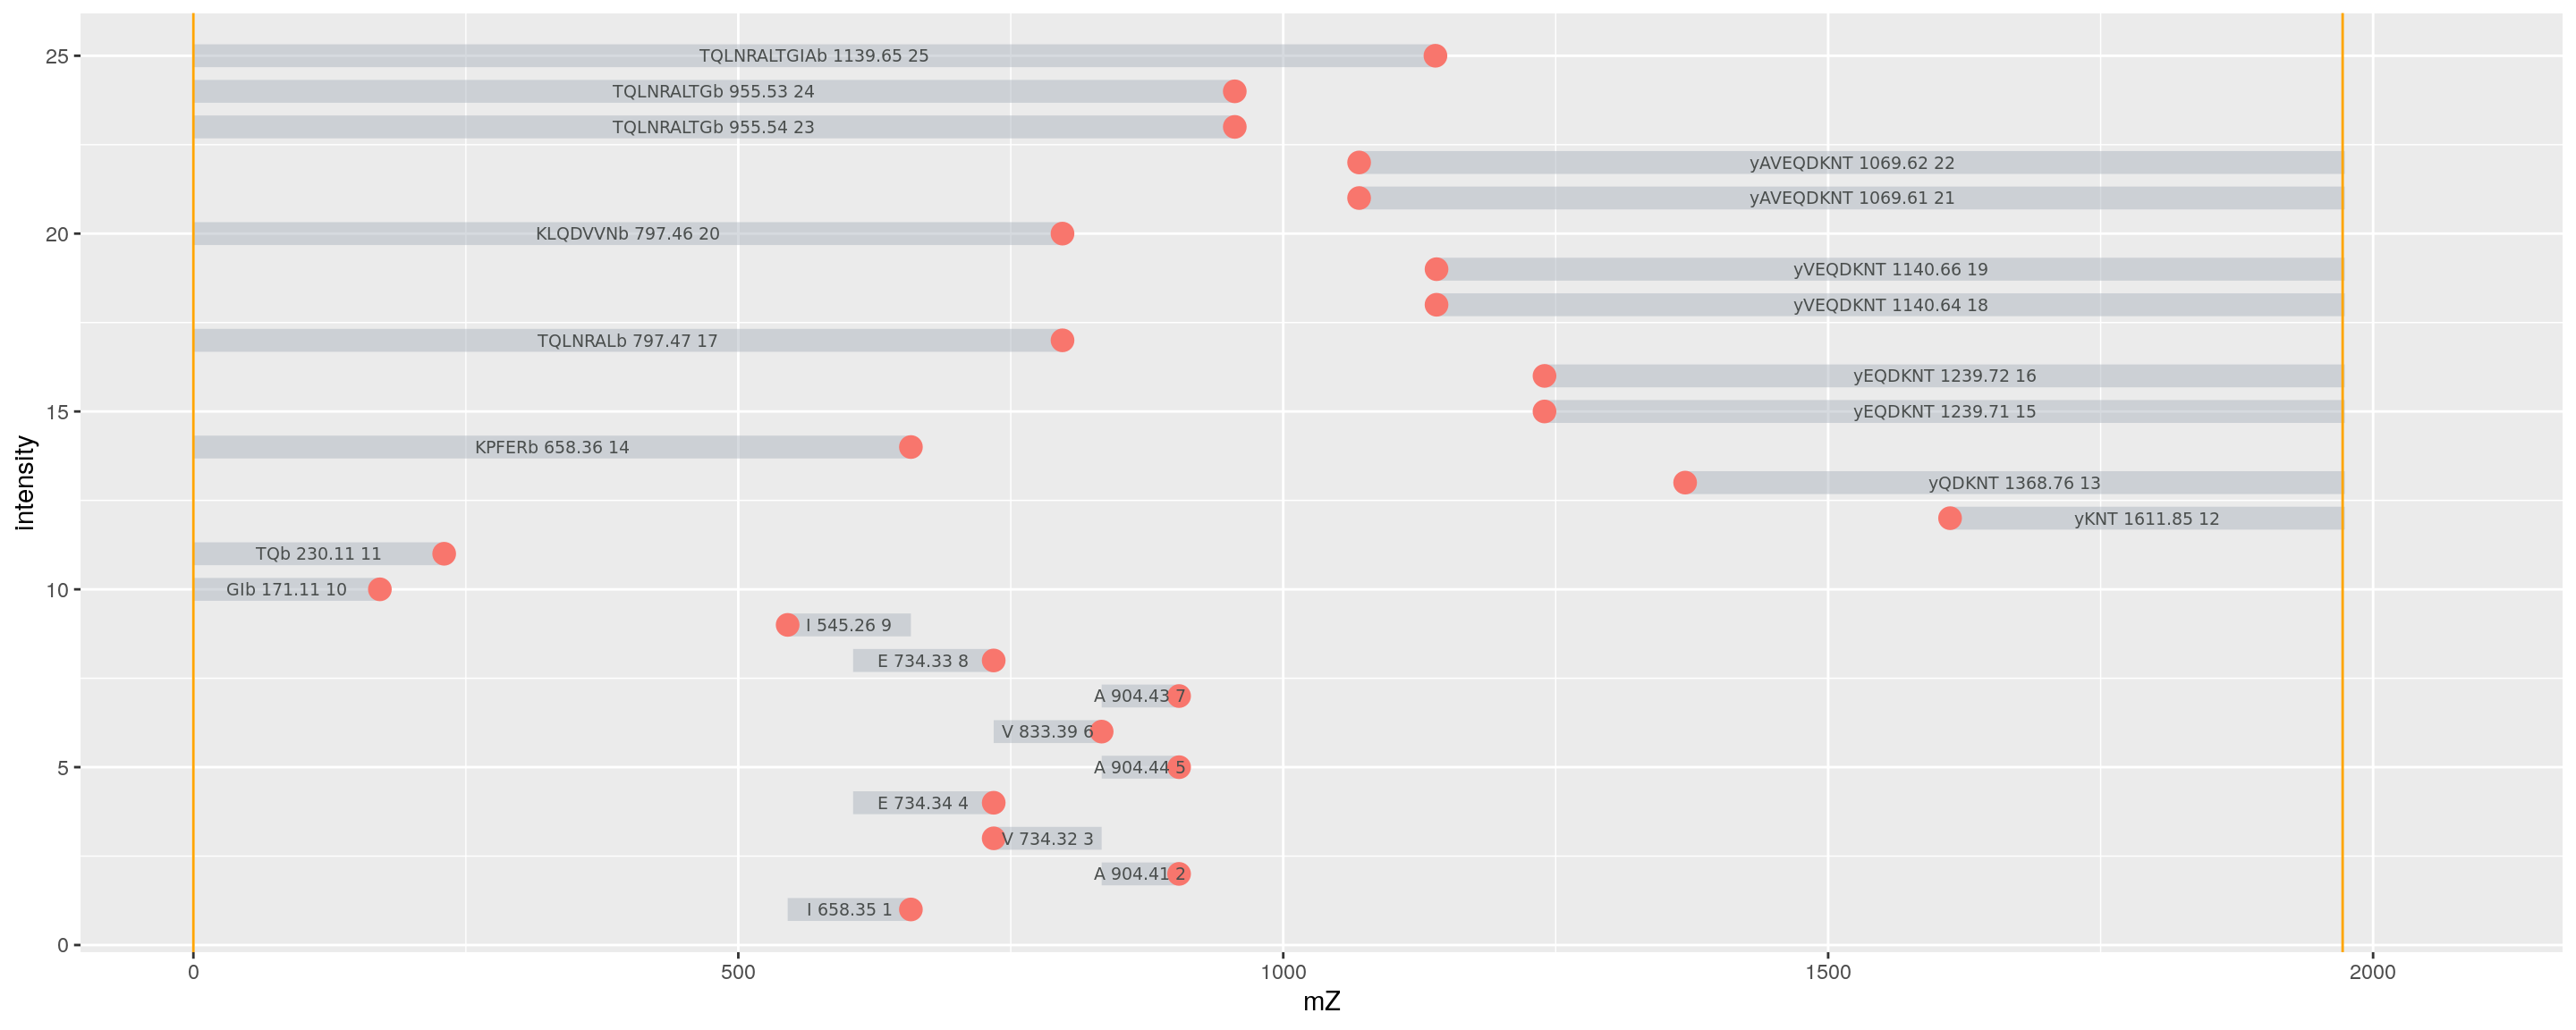 25
TQLNRALTGIAb 1139.65 25
TQLNRALTGb 955.53 24
TQLNRALTGb 955.54 23
yAVEQDKNT 1069.62 22
yAVEQDKNT 1069.61 21
20
KLQDVVNb 797.46 20
yVEQDKNT 1140.66 19
yVEQDKNT 1140.64 18
TQLNRALb 797.47 17
yEQDKNT 1239.72 16
15
yEQDKNT 1239.71 15
KPFERb 658.36 14
yQDKNT 1368.76 13
yKNT 1611.85 12
TQb 230.11 11
10
GIb 171.11 10
I 545.26 9
E 734.33 8
A 904.43 7
V 833.39 6
5
A 904.44 5
E 734.34 4
V 734.32 3
A 904.41 2
I 658.35 1
0
intensity
0 500 1000 1500 2000
mZ